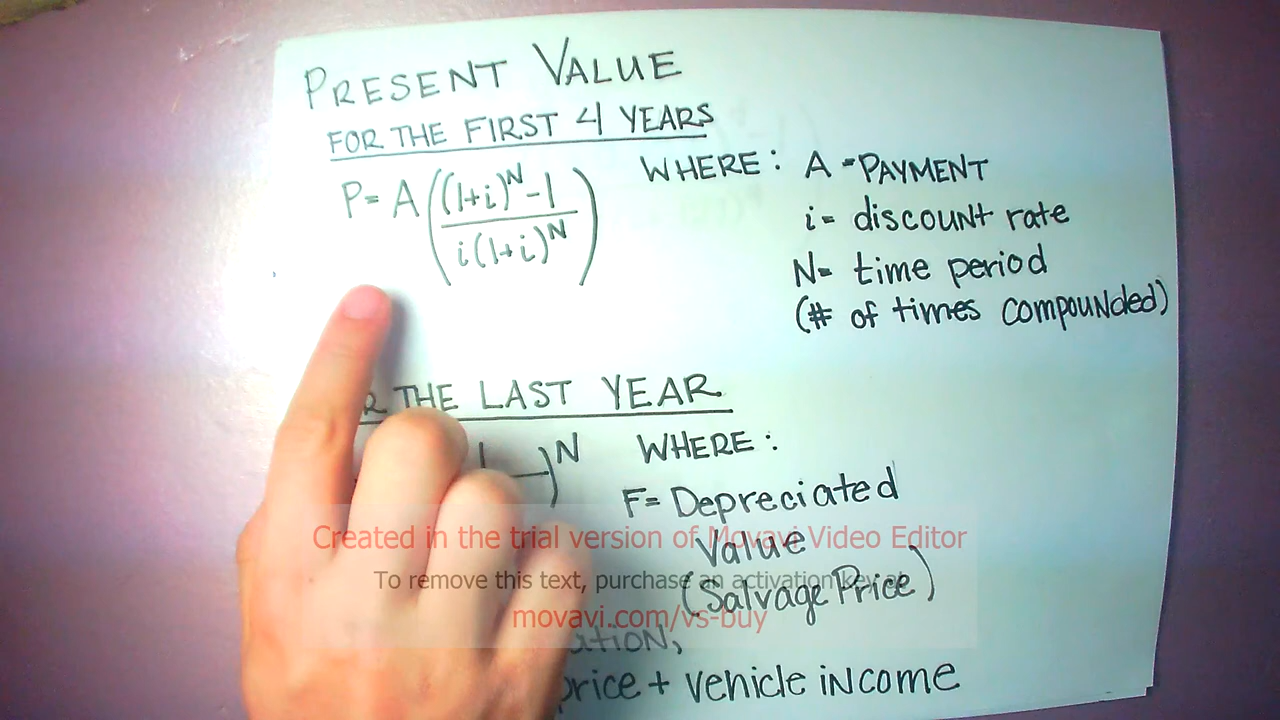 PRESENT VALUE
FOR THE FIRST 4 YEARS
P= A ( ((1+i)^N - 1) / (i(1+i)^N) )
WHERE: A = PAYMENT
i = discount rate
N = time period
(# of times compounded)
THE LAST YEAR
)^N
WHERE:
F= Depreciated
Value
(Salvage Price)
price + vehicle iNcome
Created in the trial version of Movavi Video Editor
To remove this text, purchase an activation key at
movavi.com/vs-buy